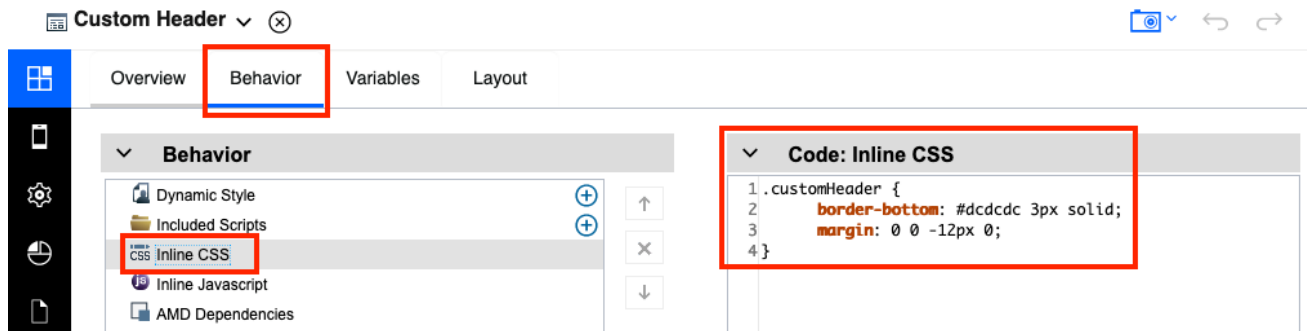 Custom Header
Overview
Behavior
Variables
Layout
Behavior
Dynamic Style
Included Scripts
CSS Inline CSS
JS Inline Javascript
AMD Dependencies
Code: Inline CSS
1 .customHeader {
2 border-bottom: #dcdcdc 3px solid;
3 margin: 0 0 -12px 0;
4 }